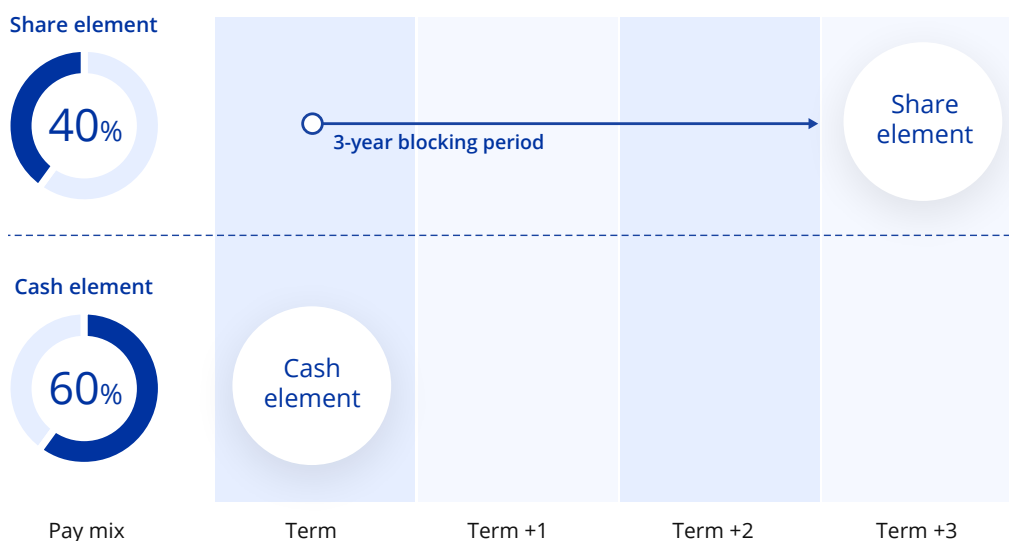 Share element
40%
3-year blocking period
Share
element
Cash element
60%
Cash
element
Pay mix
Term
Term +1
Term +2
Term +3